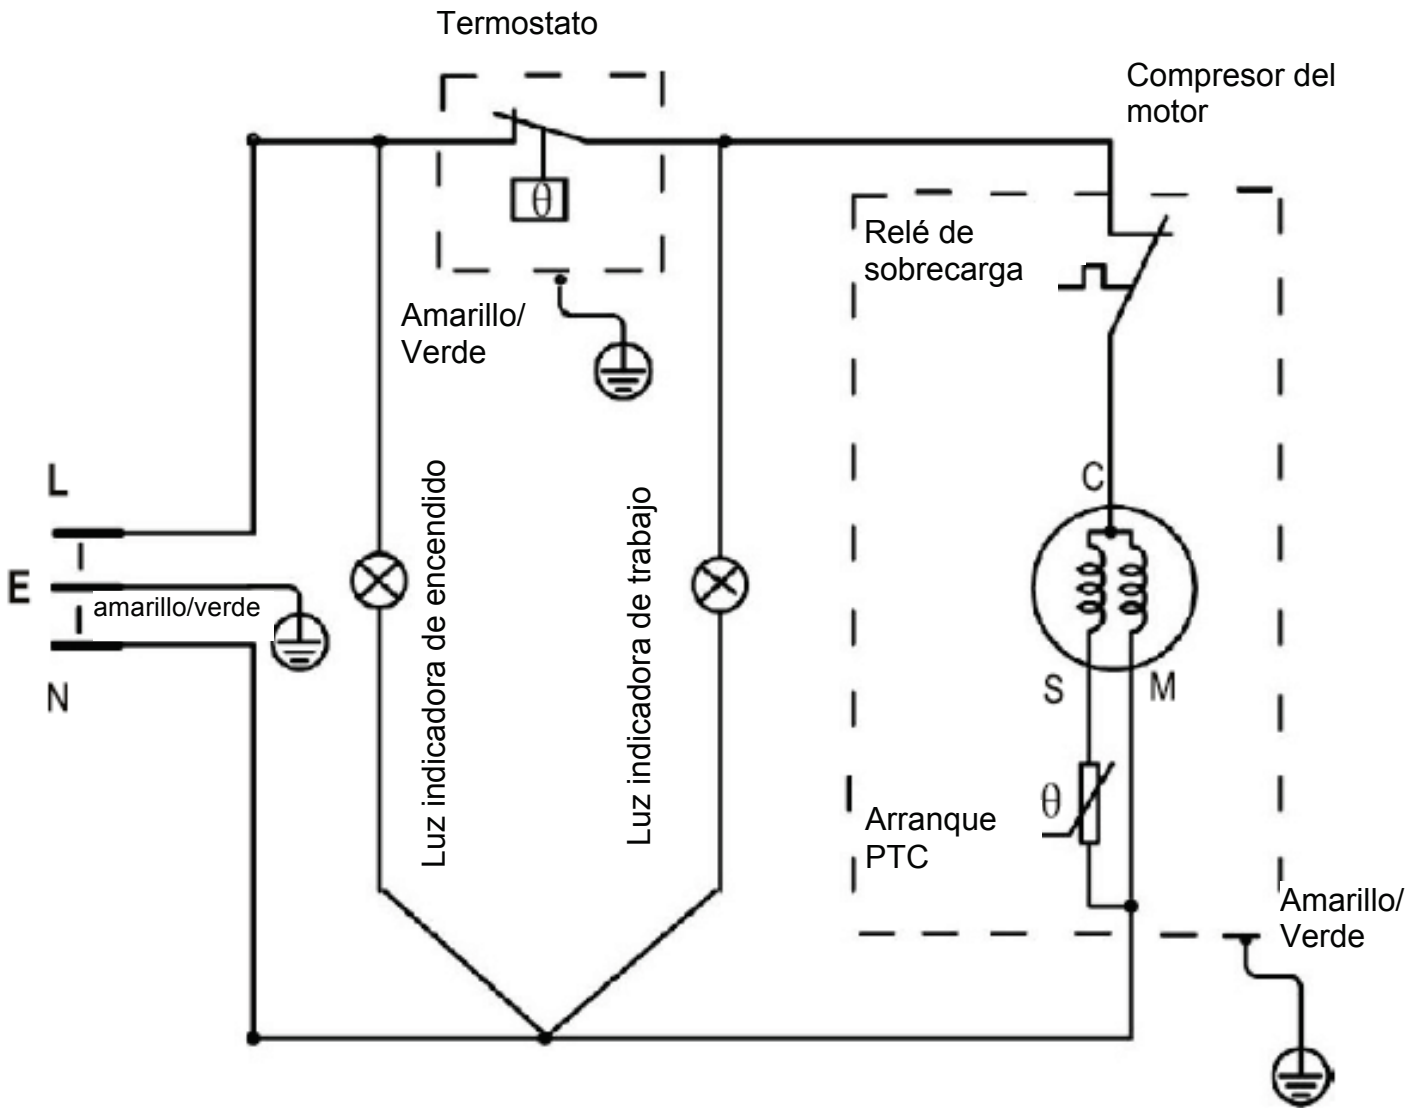 Termostato
Compresor del
motor
θ
Relé de
sobrecarga
Amarillo/
Verde
L
C
Luz indicadora de encendido
Luz indicadora de trabajo
E
amarillo/verde
N
S
M
θ
Arranque
PTC
Amarillo/
Verde